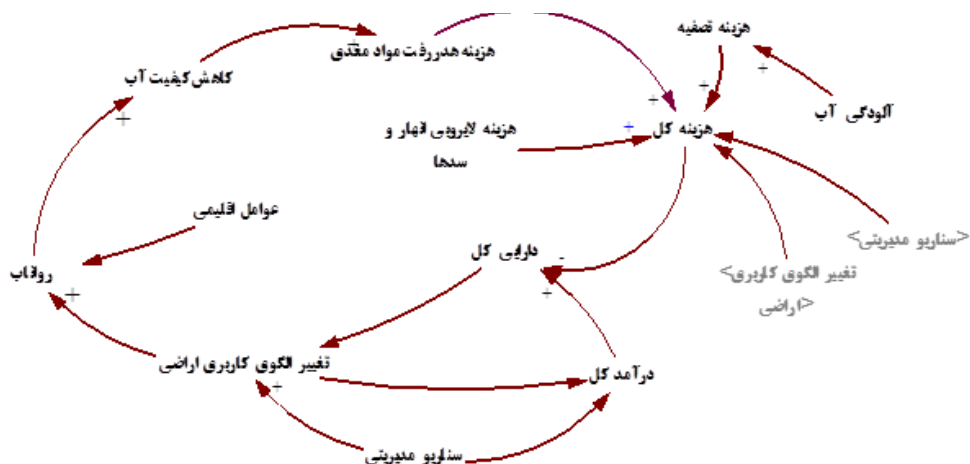 هزینه تصفیه
هزینه هدررفت مواد مغذی
کاهش کیفیت آب
آلودگی آب
هزینه کل
هزینه لایروبی انهار و
سدها
عوامل اقلیمی
<سناریو مدیریتی>
دارایی کل
رواناب
<تغییر الگوی کاربری
اراضی>
تغییر الگوی کاربری اراضی
درآمد کل
سناریو مدیریتی